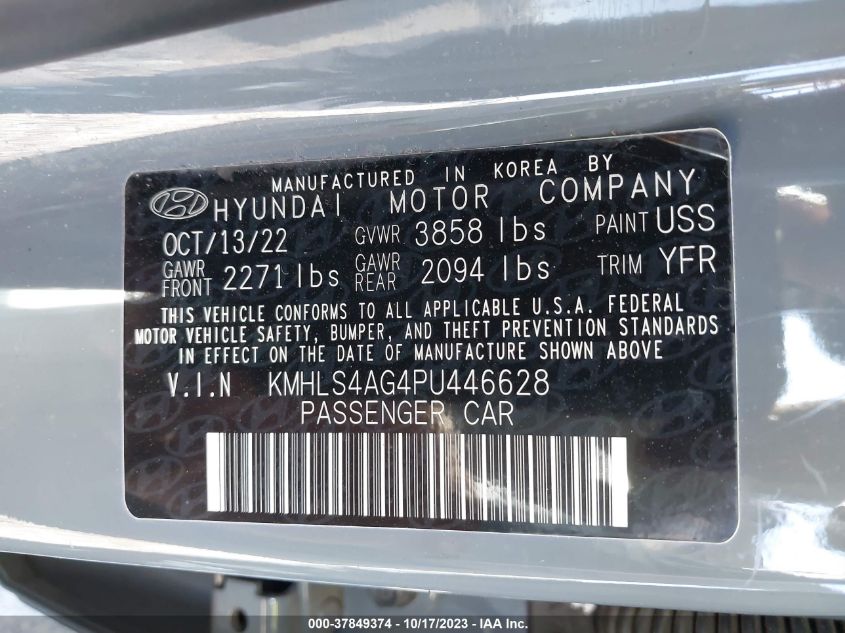 MANUFACTURED IN KOREA BY
HYUNDAI MOTOR COMPANY
OCT/13/22 GVWR 3858 lbs PAINT USS
GAWR FRONT 2271 lbs GAWR REAR 2094 lbs TRIM YFR
THIS VEHICLE CONFORMS TO ALL APPLICABLE U.S.A. FEDERAL
MOTOR VEHICLE SAFETY, BUMPER, AND THEFT PREVENTION STANDARDS
IN EFFECT ON THE DATE OF MANUFACTURE SHOWN ABOVE
V.I.N KMHLS4AG4PU446628
PASSENGER CAR
000-37849374 - 10/17/2023 - IAA Inc.